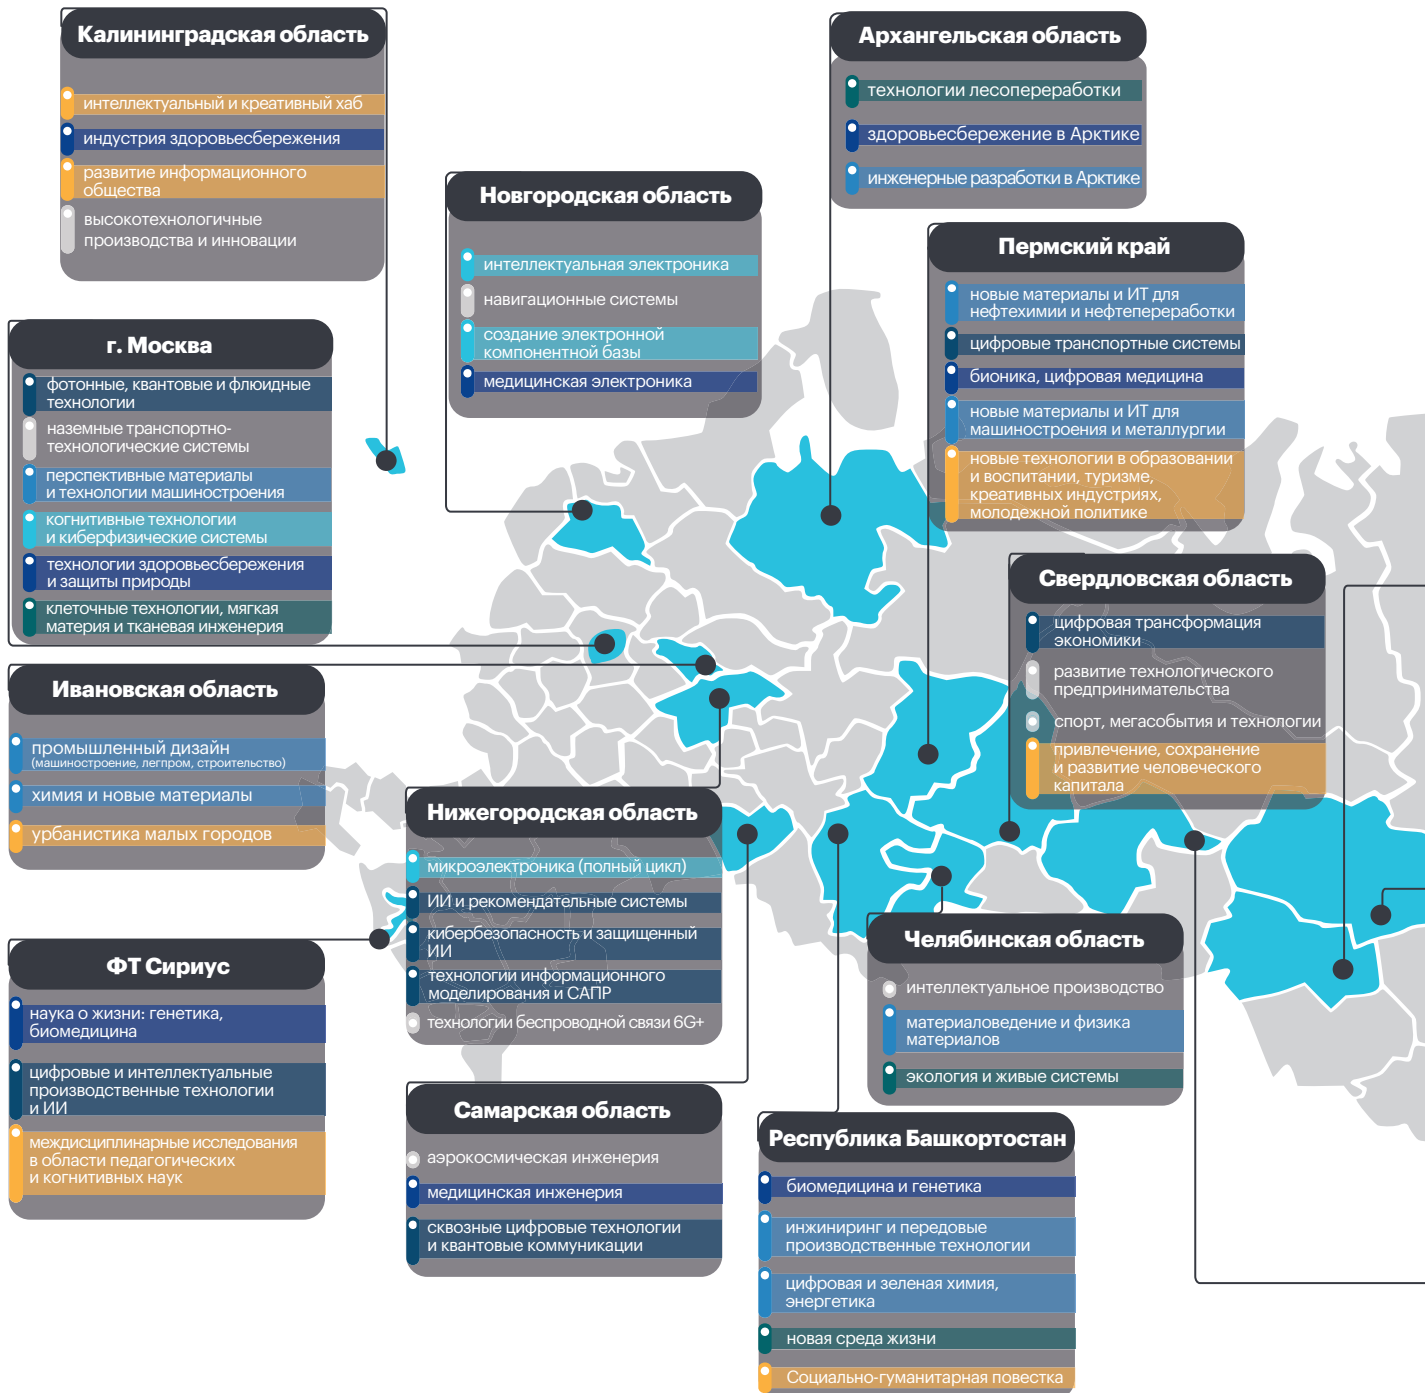 Калининградская область
интеллектуальный и креативный хаб
индустрия здоровьесбережения
развитие информационного
общества
высокотехнологичные
производства и инновации
Архангельская область
технологии лесопереработки
здоровьесбережение в Арктике
инженерные разработки в Арктике
Новгородская область
интеллектуальная электроника
навигационные системы
создание электронной
компонентной базы
медицинская электроника
Пермский край
новые материалы и ИТ для
нефтехимии и нефтепереработки
цифровые транспортные системы
бионика, цифровая медицина
новые материалы и ИТ для
машиностроения и металлургии
новые технологии в образовании
и воспитании, туризме,
креативных индустриях,
молодежной политике
г. Москва
фотонные, квантовые и флюидные
технологии
наземные транспортно-
технологические системы
перспективные материалы
и технологии машиностроения
когнитивные технологии
и киберфизические системы
технологии здоровьесбережения
и защиты природы
клеточные технологии, мягкая
материя и тканевая инженерия
Свердловская область
цифровая трансформация
экономики
развитие технологического
предпринимательства
спорт, мегасобытия и технологии
привлечение, сохранение
и развитие человеческого
капитала
Ивановская область
промышленный дизайн
(машиностроение, легпром, строительство)
химия и новые материалы
урбанистика малых городов
Нижегородская область
микроэлектроника (полный цикл)
ИИ и рекомендательные системы
кибербезопасность и защищенный
ИИ
технологии информационного
моделирования и САПР
технологии беспроводной связи 6G+
Челябинская область
интеллектуальное производство
материаловедение и физика
материалов
экология и живые системы
ФТ Сириус
наука о жизни: генетика,
биомедицина
цифровые и интеллектуальные
производственные технологии
и ИИ
междисциплинарные исследования
в области педагогических
и когнитивных наук
Самарская область
аэрокосмическая инженерия
медицинская инженерия
сквозные цифровые технологии
и квантовые коммуникации
Республика Башкортостан
биомедицина и генетика
инжиниринг и передовые
производственные технологии
цифровая и зеленая химия,
энергетика
новая среда жизни
Социально-гуманитарная повестка